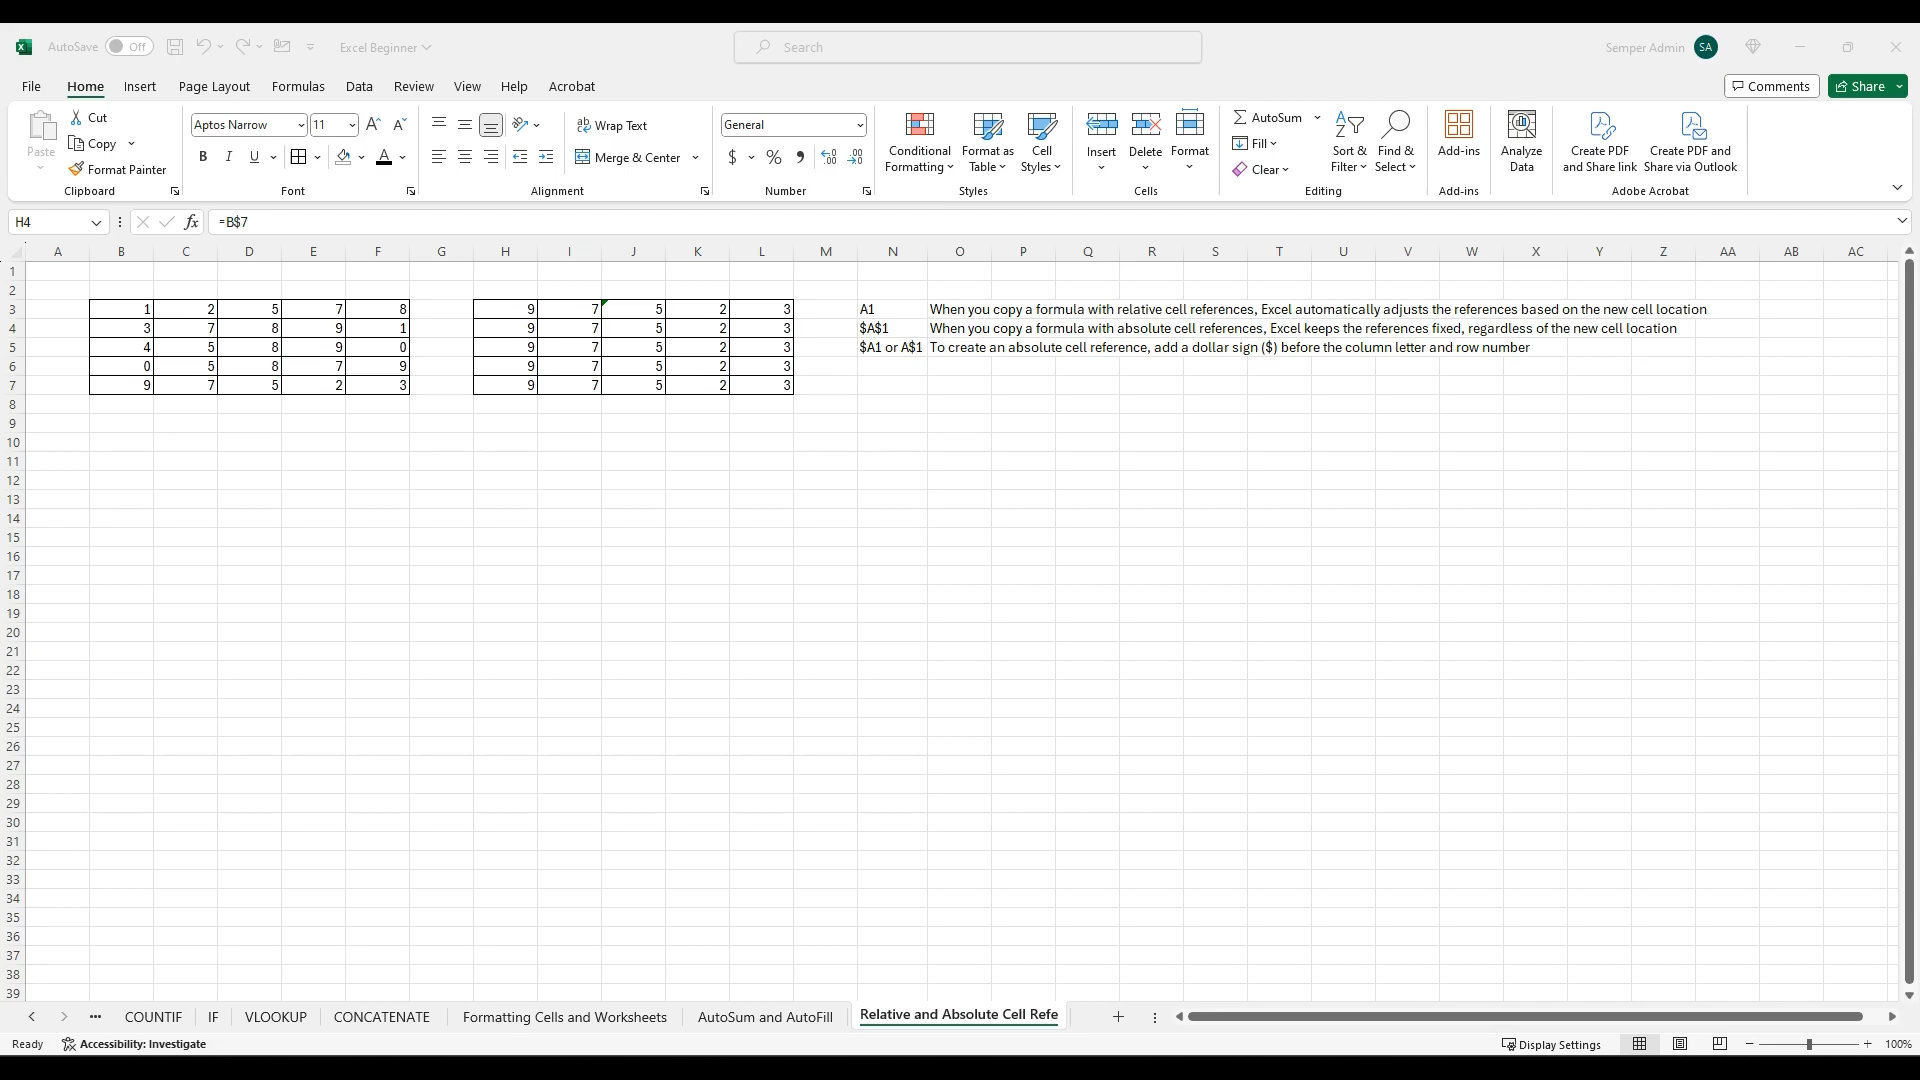 AutoSave Off Excel Beginner Search Semper Admin SA
File Home Insert Page Layout Formulas Data Review View Help Acrobat Comments Share
Paste
Cut
Copy
Format Painter
Clipboard
Aptos Narrow 11
B I U A
Font
Wrap Text
Merge & Center
Alignment
General
$ % 9
Number
Conditional Formatting
Format as Table
Cell Styles
Styles
Insert
Delete
Format
Cells
AutoSum
Fill
Clear
Sort & Filter
Find & Select
Editing
Add-ins
Add-ins
Analyze Data
Create PDF and Share link
Create PDF and Share via Outlook
Adobe Acrobat
H4 fx =B$7
A B C D E F G H I J K L M N O P Q R S T U V W X Y Z AA AB AC
1
2
3 1 2 5 7 8 9 7 5 2 3 A1 When you copy a formula with relative cell references, Excel automatically adjusts the references based on the new cell location
4 3 7 8 9 1 9 7 5 2 3 $A$1 When you copy a formula with absolute cell references, Excel keeps the references fixed, regardless of the new cell location
5 4 5 8 9 0 9 7 5 2 3 $A1 or A$1 To create an absolute cell reference, add a dollar sign ($) before the column letter and row number
6 0 5 8 7 9 9 7 5 2 3
7 9 7 5 2 3 9 7 5 2 3
8
9
10
11
12
13
14
15
16
17
18
19
20
21
22
23
24
25
26
27
28
29
30
31
32
33
34
35
36
37
38
39
COUNTIF IF VLOOKUP CONCATENATE Formatting Cells and Worksheets AutoSum and AutoFill Relative and Absolute Cell Refe
Ready Accessibility: Investigate Display Settings 100%